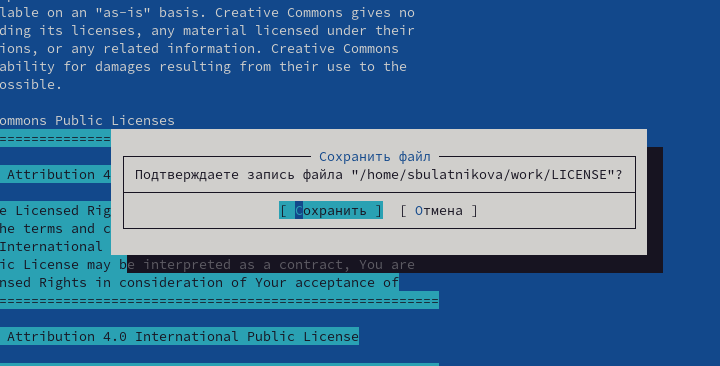 lable on an "as-is" basis. Creative Commons gives no
ding its licenses, any material licensed under their
ions, or any related information. Creative Commons
ability for damages resulting from their use to the
ossible.
ommons Public Licenses
==============
Attribution 4
Сохранить файл
Подтверждаете запись файла "/home/sbulatnikova/work/LICENSE"?
[ Сохранить ] [ Отмена ]
e Licensed Rig
he terms and c
International
ic License may be interpreted as a contract, You are
nsed Rights in consideration of Your acceptance of
=======================================================
Attribution 4.0 International Public License